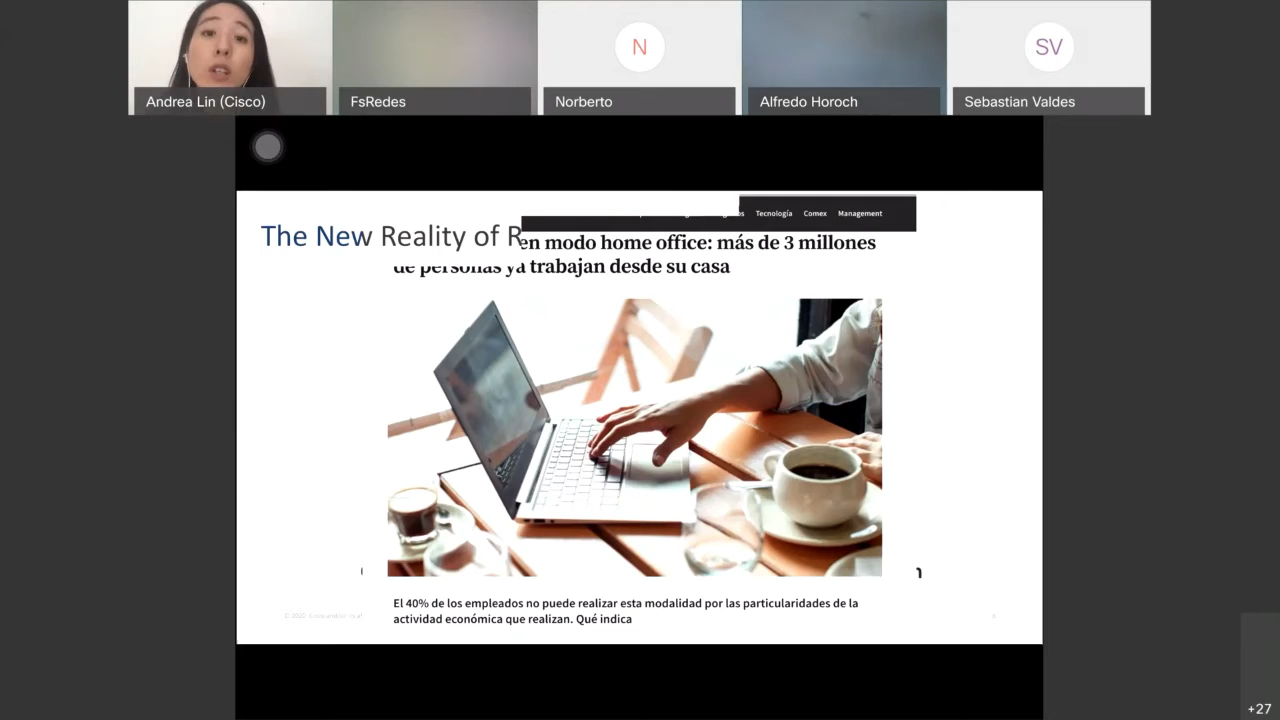 N
SV
Andrea Lin (Cisco)
FsRedes
Norberto
Alfredo Horoch
Sebastian Valdes
Tecnología Comex Management
The New Reality of R
en modo home office: más de 3 millones
de personas ya trabajan desde su casa
El 40% de los empleados no puede realizar esta modalidad por las particularidades de la
actividad económica que realizan. Qué indica
+27